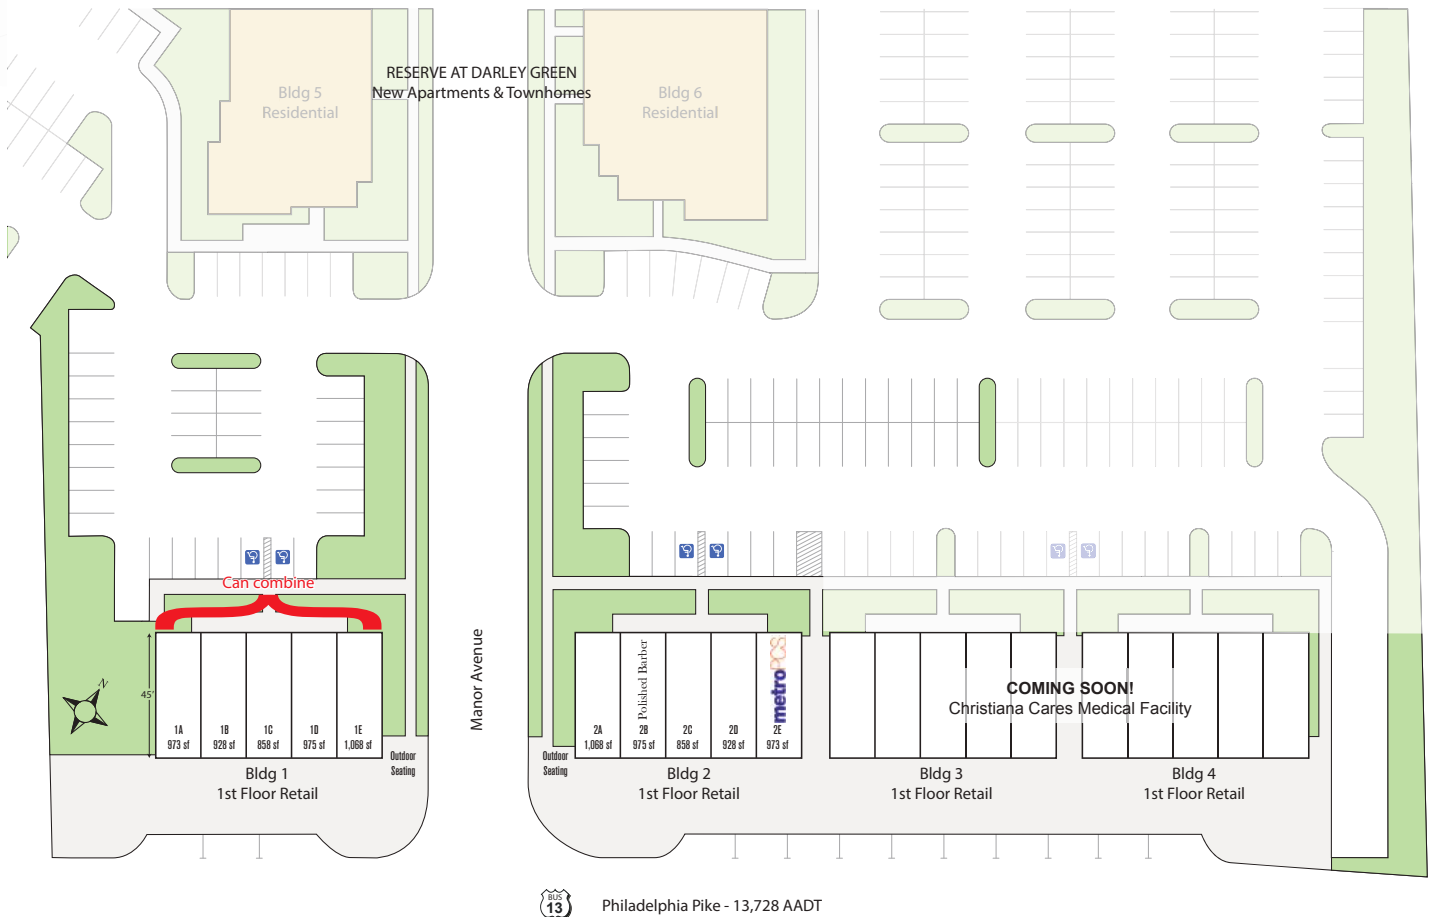 RESERVE AT DARLEY GREEN
New Apartments & Townhomes
Bldg 5
Residential
Bldg 6
Residential
Can combine
45'
N
1A
973 sf
1B
928 sf
1C
858 sf
1D
975 sf
1E
1,068 sf
Outdoor
Seating
Bldg 1
1st Floor Retail
Manor Avenue
Outdoor
Seating
2A
1,068 sf
Polished Barber
2B
975 sf
2C
858 sf
2D
928 sf
metroPCS
2E
973 sf
Bldg 2
1st Floor Retail
COMING SOON!
Christiana Cares Medical Facility
Bldg 3
1st Floor Retail
Bldg 4
1st Floor Retail
BUS
13
Philadelphia Pike - 13,728 AADT